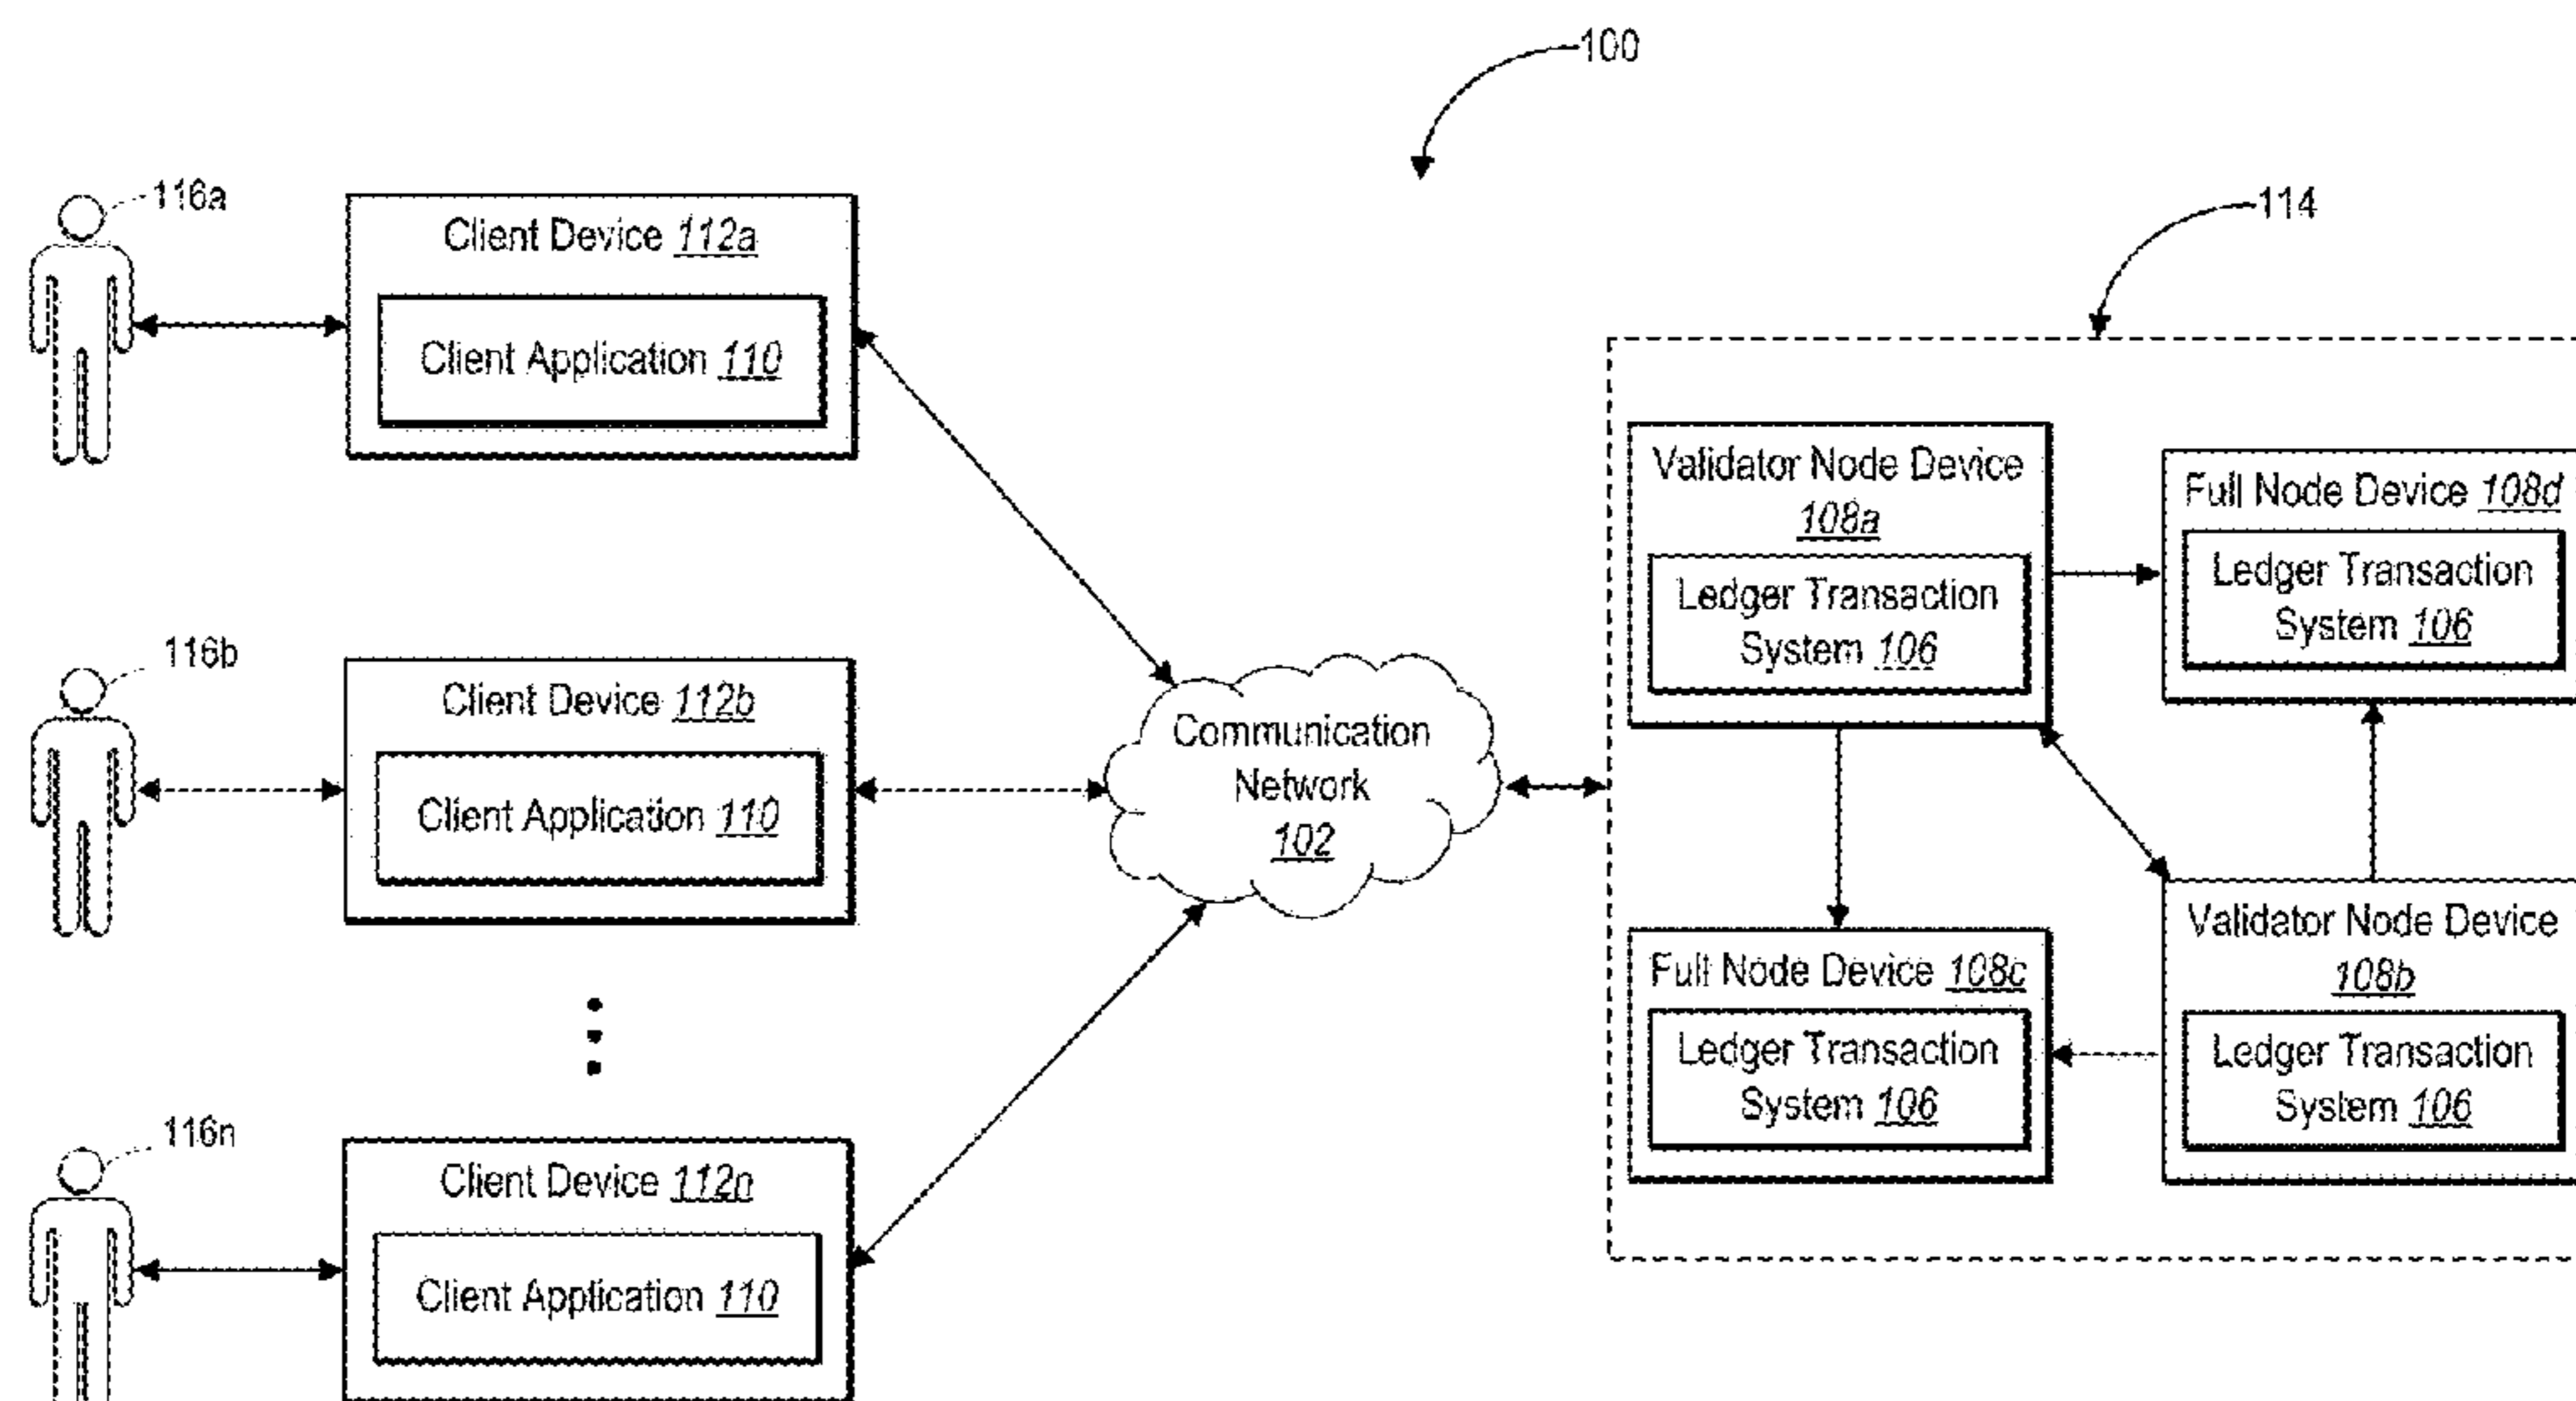 100
116a
Client Device 112a
Client Application 110
114
Validator Node Device
108a
Ledger Transaction
System 106
Full Node Device 108d
Ledger Transaction
System 106
116b
Client Device 112b
Client Application 110
Communication
Network
102
Full Node Device 108c
Ledger Transaction
System 106
Validator Node Device
108b
Ledger Transaction
System 106
116n
Client Device 112n
Client Application 110